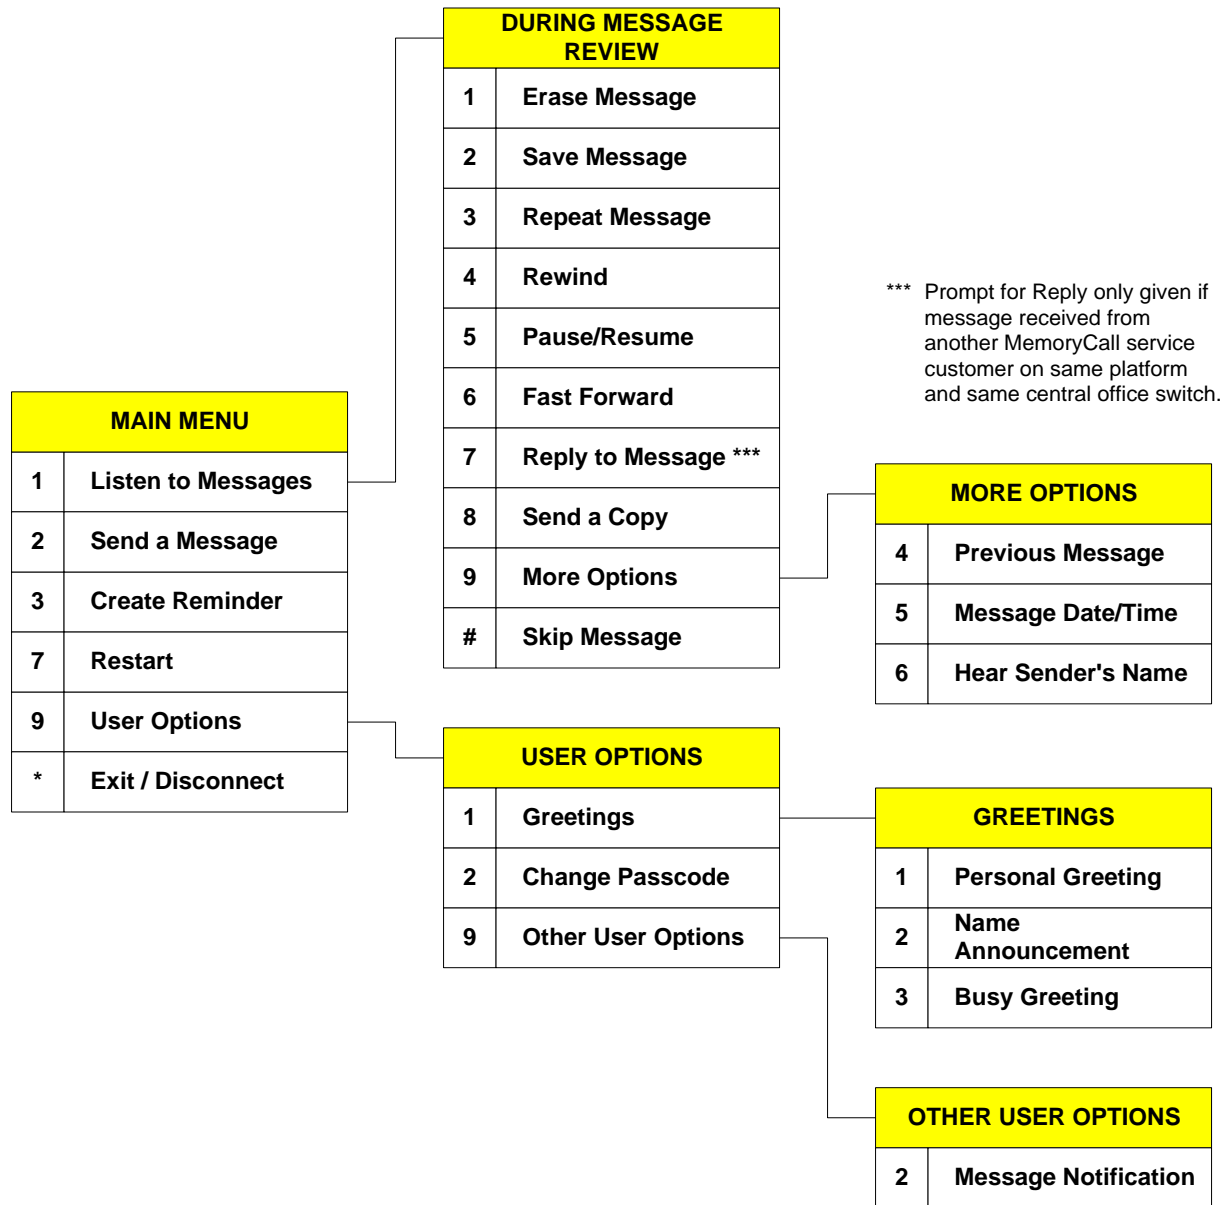 DURING MESSAGE
REVIEW
1 Erase Message
2 Save Message
3 Repeat Message
4 Rewind
5 Pause/Resume
6 Fast Forward
7 Reply to Message ***
8 Send a Copy
9 More Options
# Skip Message
*** Prompt for Reply only given if
message received from
another MemoryCall service
customer on same platform
and same central office switch.
MAIN MENU
1 Listen to Messages
2 Send a Message
3 Create Reminder
7 Restart
9 User Options
* Exit / Disconnect
MORE OPTIONS
4 Previous Message
5 Message Date/Time
6 Hear Sender's Name
USER OPTIONS
1 Greetings
2 Change Passcode
9 Other User Options
GREETINGS
1 Personal Greeting
2 Name
Announcement
3 Busy Greeting
OTHER USER OPTIONS
2 Message Notification